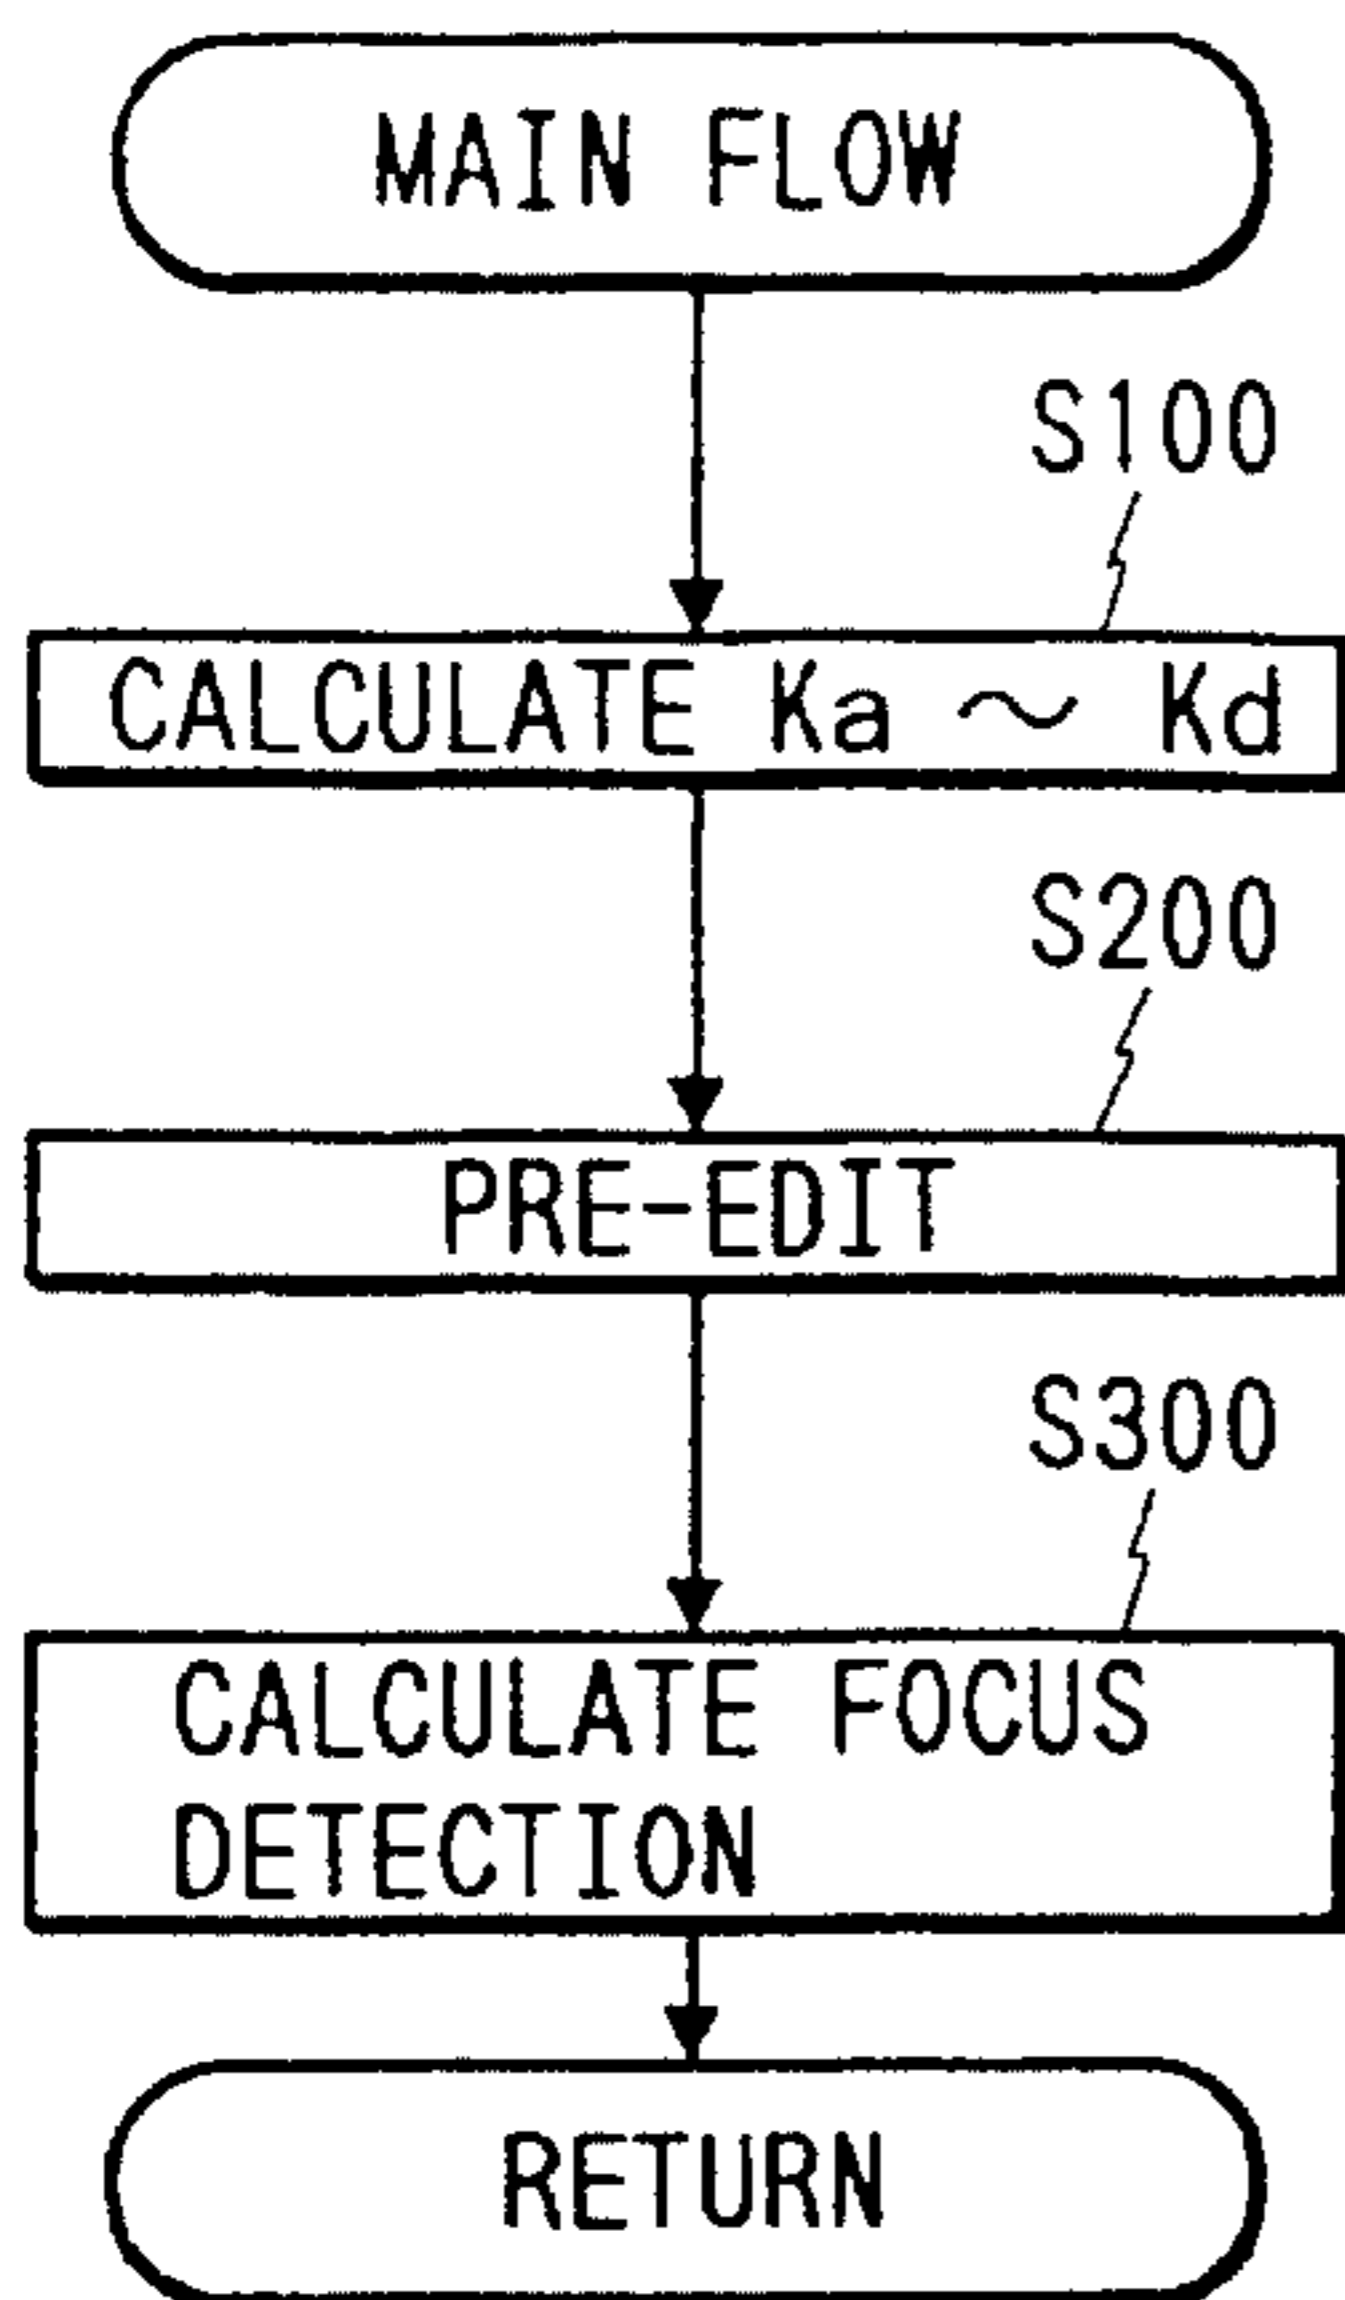 MAIN FLOW
S100
CALCULATE Ka ~ Kd
S200
PRE-EDIT
S300
CALCULATE FOCUS
DETECTION
RETURN